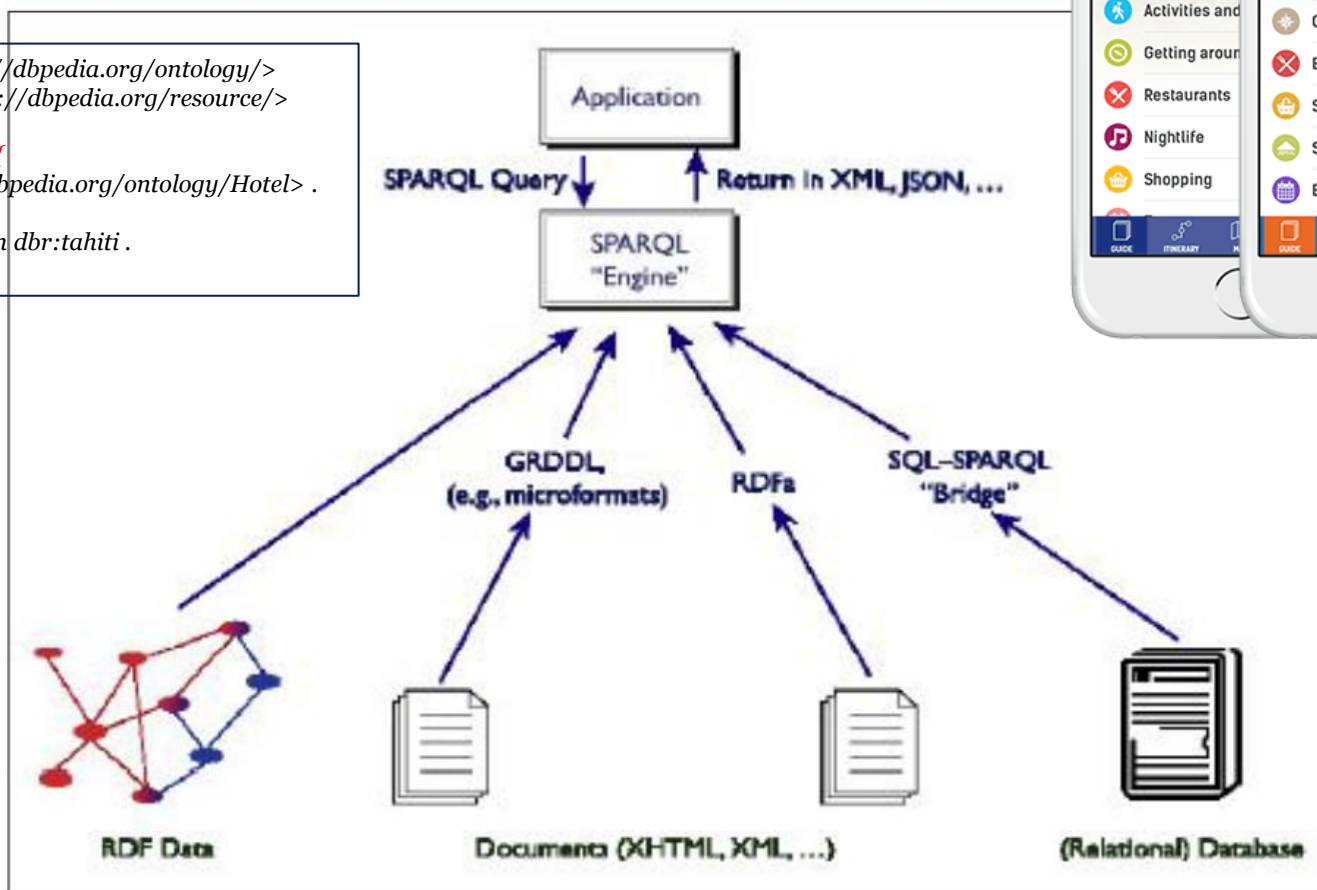 //dbpedia.org/ontology/>
://dbpedia.org/resource/>
{
bpedia.org/ontology/Hotel> .
n dbr:tahiti .
Application
SPARQL Query
Return in XML, JSON, ...
SPARQL
"Engine"
GRDDL,
(e.g., microformats)
RDFa
SQL–SPARQL
"Bridge"
RDF Data
Documents (XHTML, XML, ...)
(Relational) Database
Activities and
Getting aroun
Restaurants
Nightlife
Shopping
GUIDE
ITINERARY
GUIDE